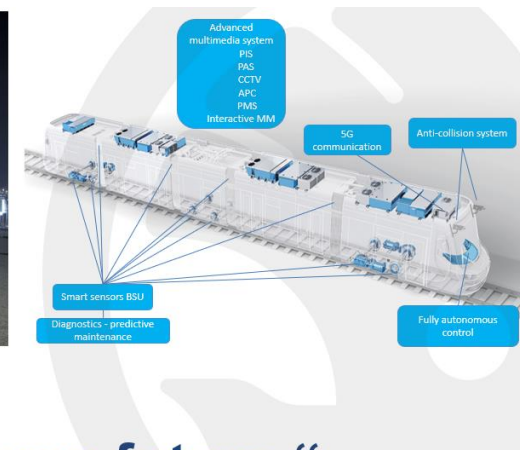 Advanced
multimedia system
PIS
PAS
CCTV
APC
PMS
Interactive MM
5G
communication
Anti-collision system
Smart sensors BSU
Diagnostics - predictive
maintenance
Fully autonomous
control